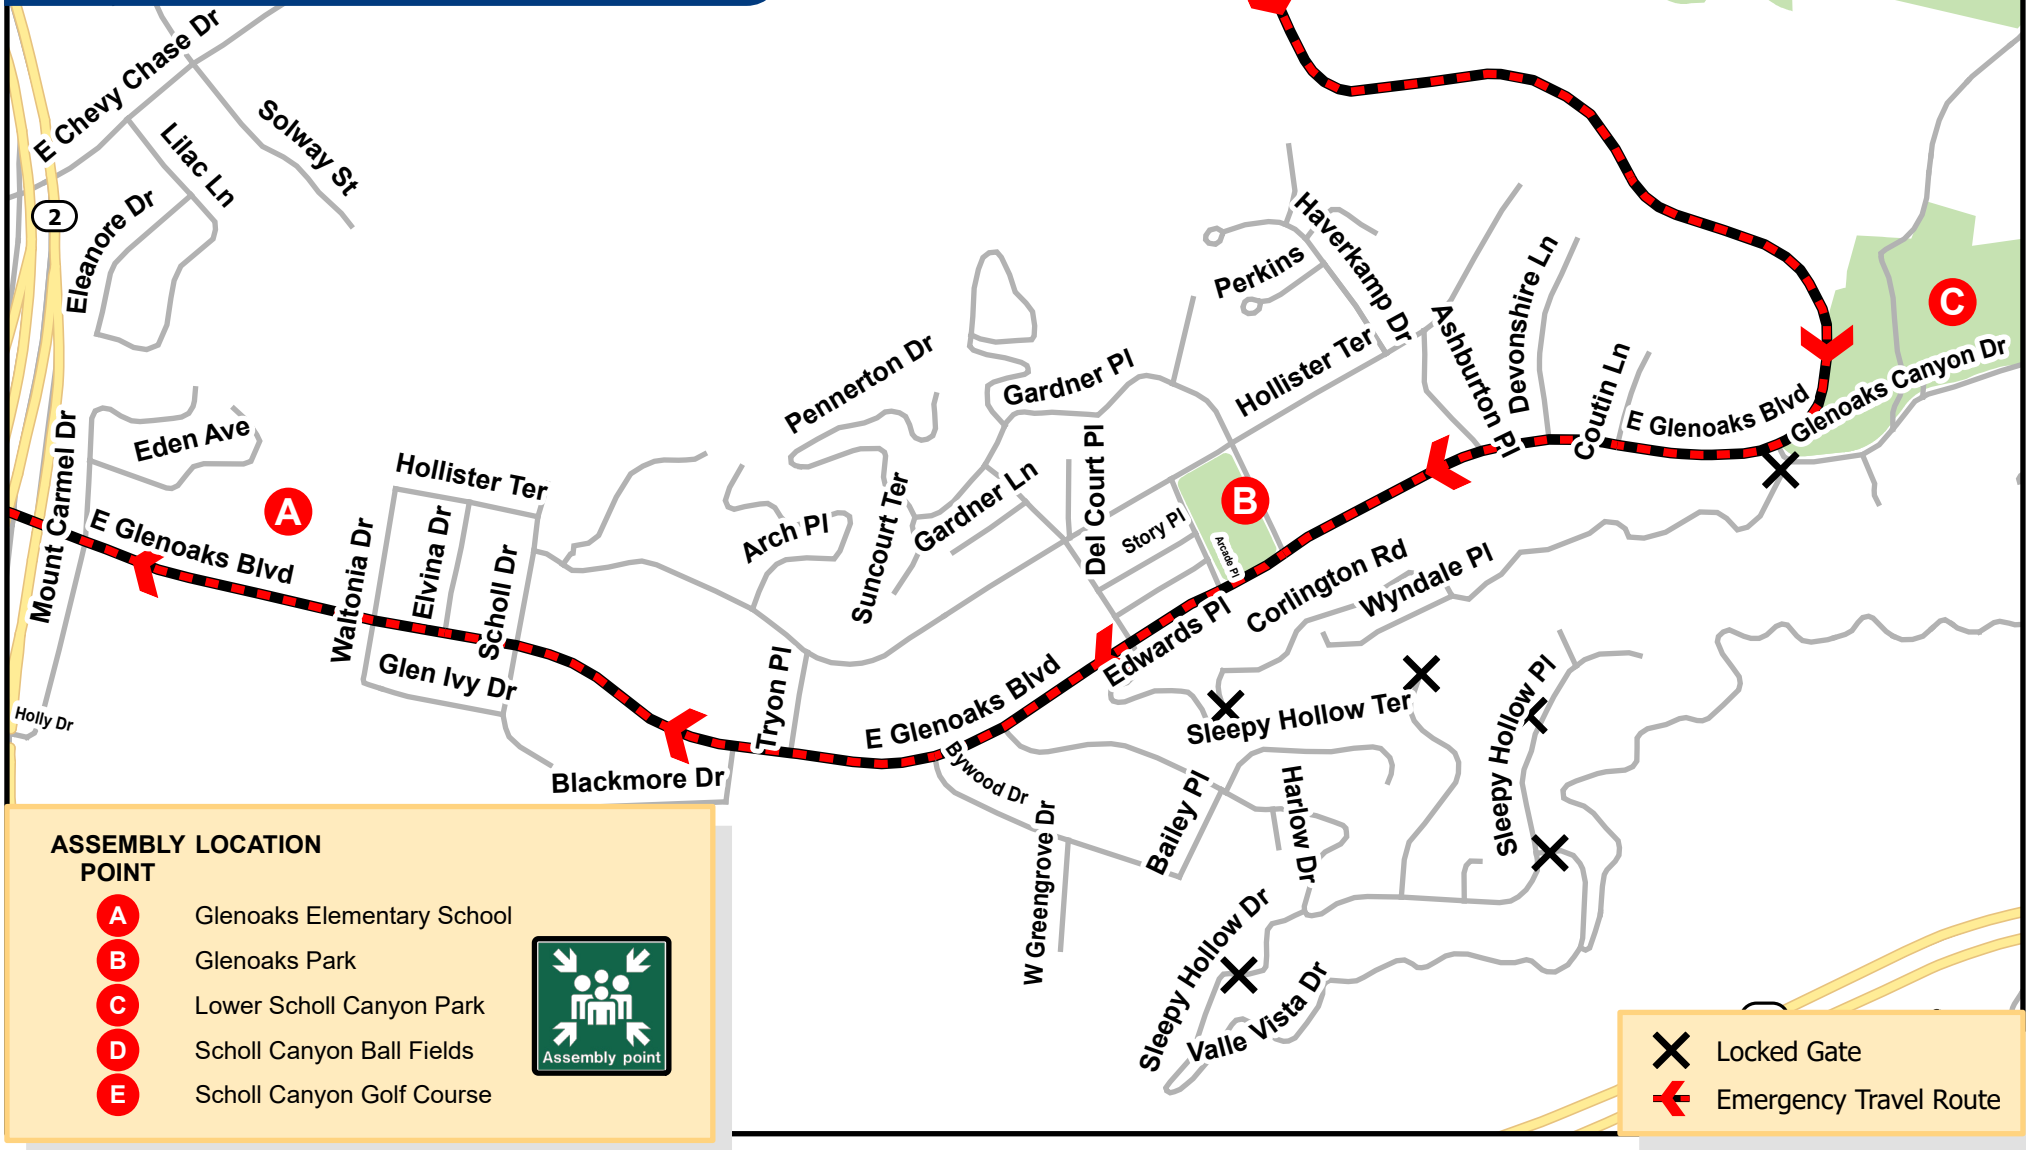 E Chevy Chase Dr
Solway St
Lilac Ln
Eleanore Dr
2
Haverkamp Dr
Perkins
Devonshire Ln
Ashburton Pl
Hollister Ter
Coutin Ln
C
E Glenoaks Blvd
Glenoaks Canyon Dr
Pennerton Dr
Gardner Pl
Mount Carmel Dr
Eden Ave
A
E Glenoaks Blvd
Hollister Ter
Waltonia Dr
Elvina Dr
Scholl Dr
Glen Ivy Dr
Arch Pl
Suncourt Ter
Gardner Ln
Del Court Pl
Story Pl
B
Arcade Pl
Corlington Rd
Wyndale Pl
Edwards Pl
E Glenoaks Blvd
Tryon Pl
Holly Dr
Blackmore Dr
Bywood Dr
W Greengrove Dr
Bailey Pl
Harlow Dr
Sleepy Hollow Ter
Sleepy Hollow Pl
Sleepy Hollow Dr
Valle Vista Dr
ASSEMBLY LOCATION
POINT
A Glenoaks Elementary School
B Glenoaks Park
C Lower Scholl Canyon Park
D Scholl Canyon Ball Fields
E Scholl Canyon Golf Course
Assembly point
Locked Gate
Emergency Travel Route